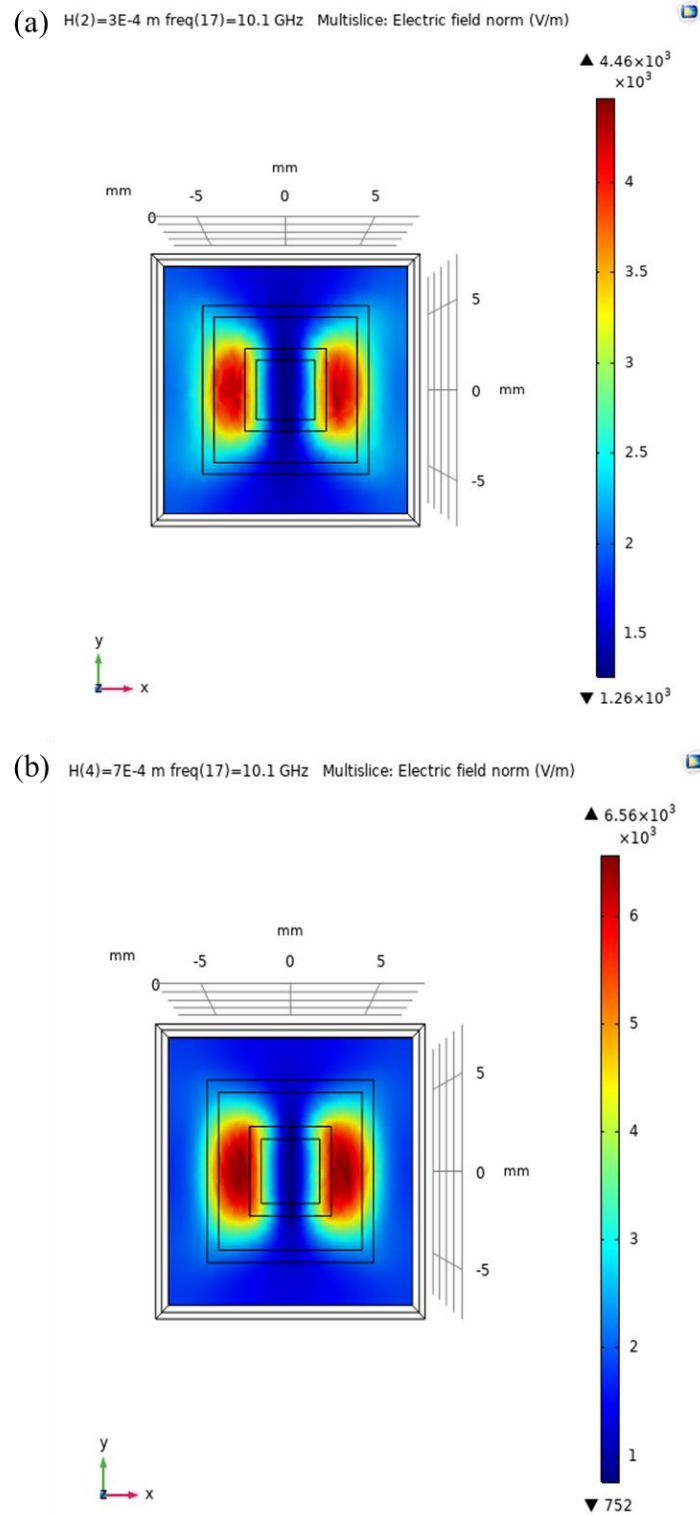 (a) H(2)=3E-4 m freq(17)=10.1 GHz Multislice: Electric field norm (V/m)
▲ 4.46×10³
×10³
mm
mm -5 0 5
0
4
3.5
5
3
0 mm
2.5
-5
2
1.5
y
z x
▼ 1.26×10³
(b) H(4)=7E-4 m freq(17)=10.1 GHz Multislice: Electric field norm (V/m)
▲ 6.56×10³
×10³
6
mm
mm -5 0 5
0
5
5
4
0 mm
3
-5
2
1
y
z x
▼ 752